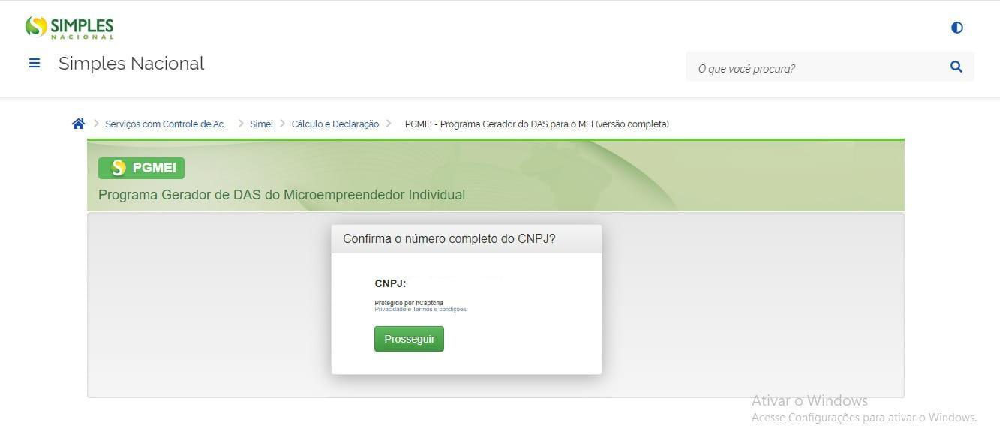 SIMPLES
NACIONAL
Simples Nacional
O que você procura?
Serviços com Controle de Ac... Simei Cálculo e Declaração PGMEI - Programa Gerador do DAS para o MEI (versão completa)
PGMEI
Programa Gerador de DAS do Microempreendedor Individual
Confirma o número completo do CNPJ?
CNPJ:
Protegido por hCaptcha
Privacidade e Termos e condições.
Prosseguir
Ativar o Windows
Acesse Configurações para ativar o Windows.